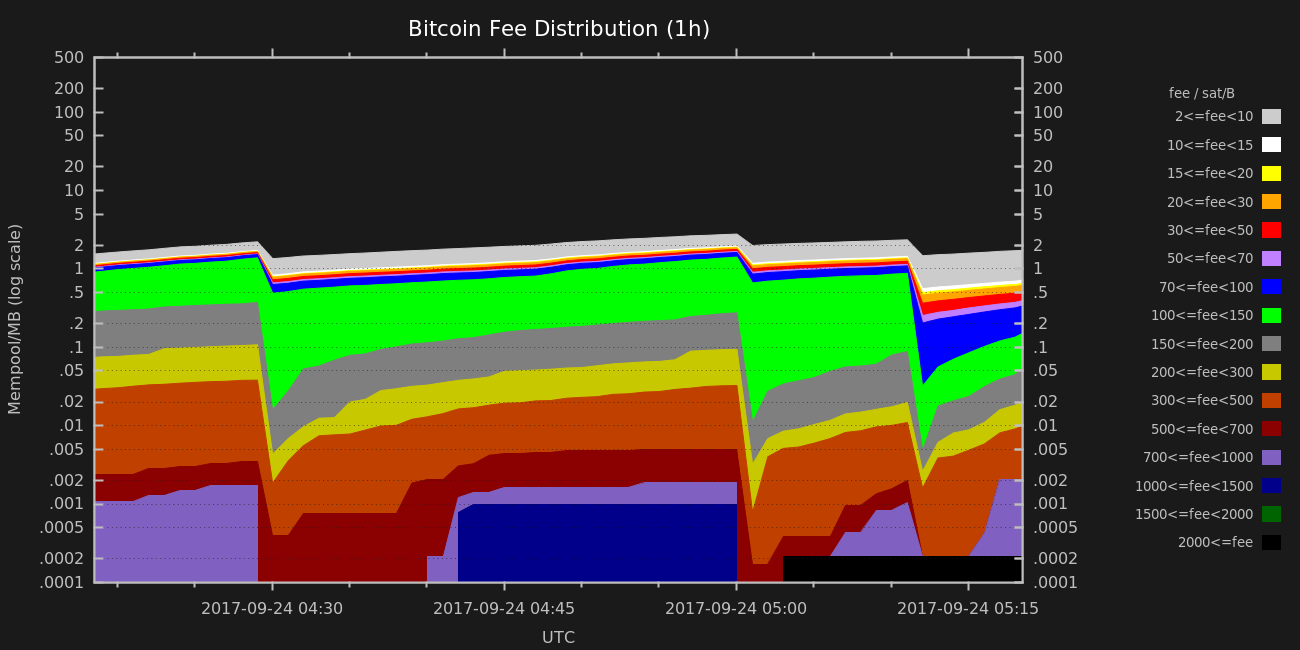 Bitcoin Fee Distribution (1h)
500 500
200 200
100 100
50 50
20 20
10 10
5 5
2 2
1 1
.5 .5
.2 .2
.1 .1
.05 .05
.02 .02
.01 .01
.005 .005
.002 .002
.001 .001
.0005 .0005
.0002 .0002
.0001 .0001
Mempool/MB (log scale)
2017-09-24 04:30 2017-09-24 04:45 2017-09-24 05:00 2017-09-24 05:15
UTC
fee / sat/B
2<=fee<10
10<=fee<15
15<=fee<20
20<=fee<30
30<=fee<50
50<=fee<70
70<=fee<100
100<=fee<150
150<=fee<200
200<=fee<300
300<=fee<500
500<=fee<700
700<=fee<1000
1000<=fee<1500
1500<=fee<2000
2000<=fee